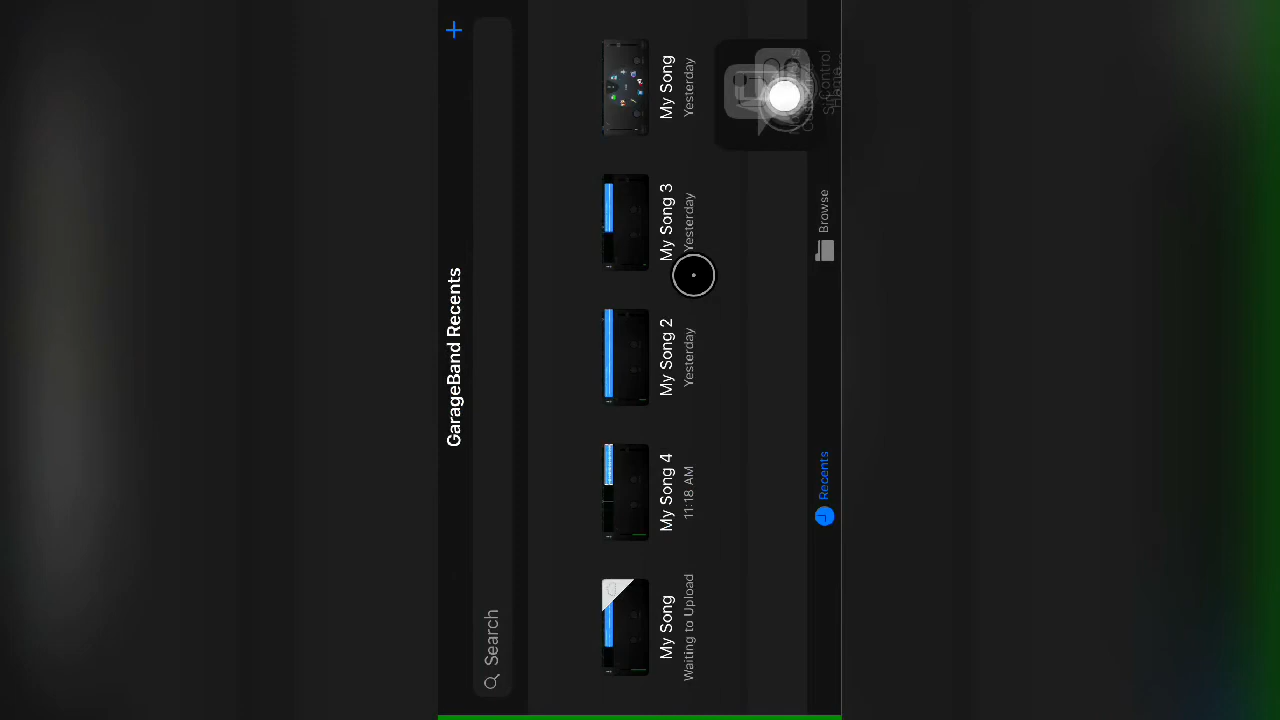 GarageBand Recents
Search
My Song
Waiting to Upload
My Song 4
11:18 AM
My Song 2
Yesterday
My Song 3
Yesterday
My Song
Yesterday
Recents
Browse